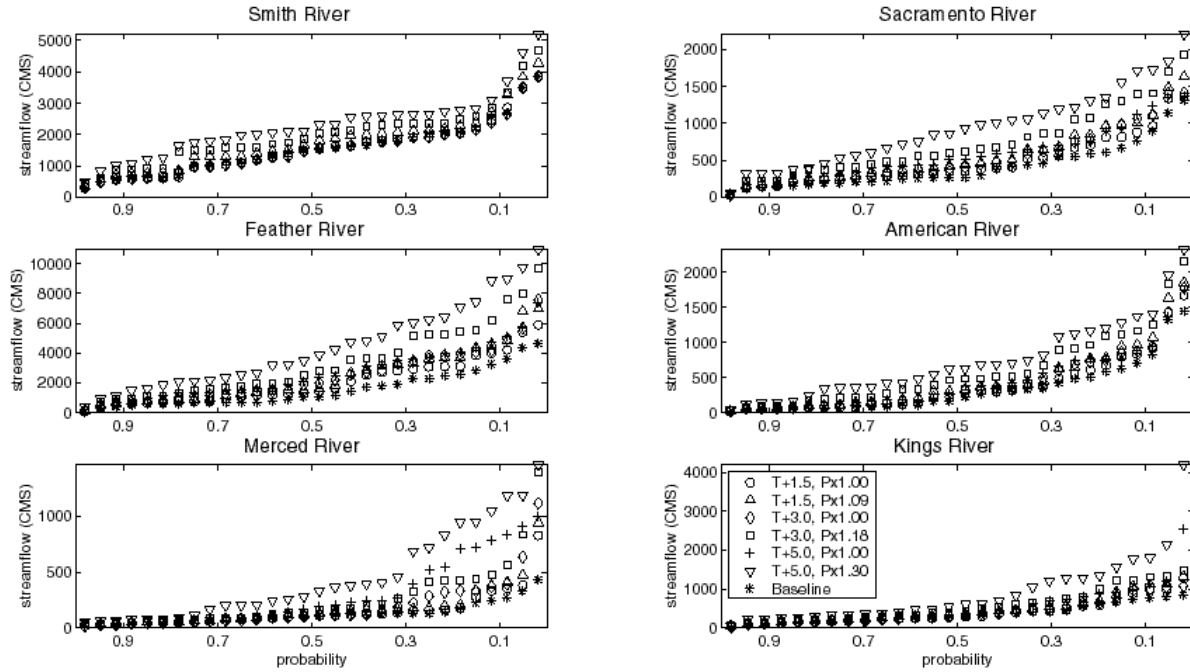 Smith River
streamflow (CMS)
5000
4000
3000
2000
1000
0
0.9
0.7
0.5
0.3
0.1
Sacramento River
streamflow (CMS)
2000
1500
1000
500
0
0.9
0.7
0.5
0.3
0.1
Feather River
streamflow (CMS)
10000
8000
6000
4000
2000
0
0.9
0.7
0.5
0.3
0.1
American River
streamflow (CMS)
2000
1500
1000
500
0
0.9
0.7
0.5
0.3
0.1
Merced River
streamflow (CMS)
1000
500
0
0.9
0.7
0.5
0.3
0.1
probability
Kings River
streamflow (CMS)
4000
3000
2000
1000
0
T+1.5, Px1.00
T+1.5, Px1.09
T+3.0, Px1.00
T+3.0, Px1.18
T+5.0, Px1.00
T+5.0, Px1.30
Baseline
0.9
0.7
0.5
0.3
0.1
probability